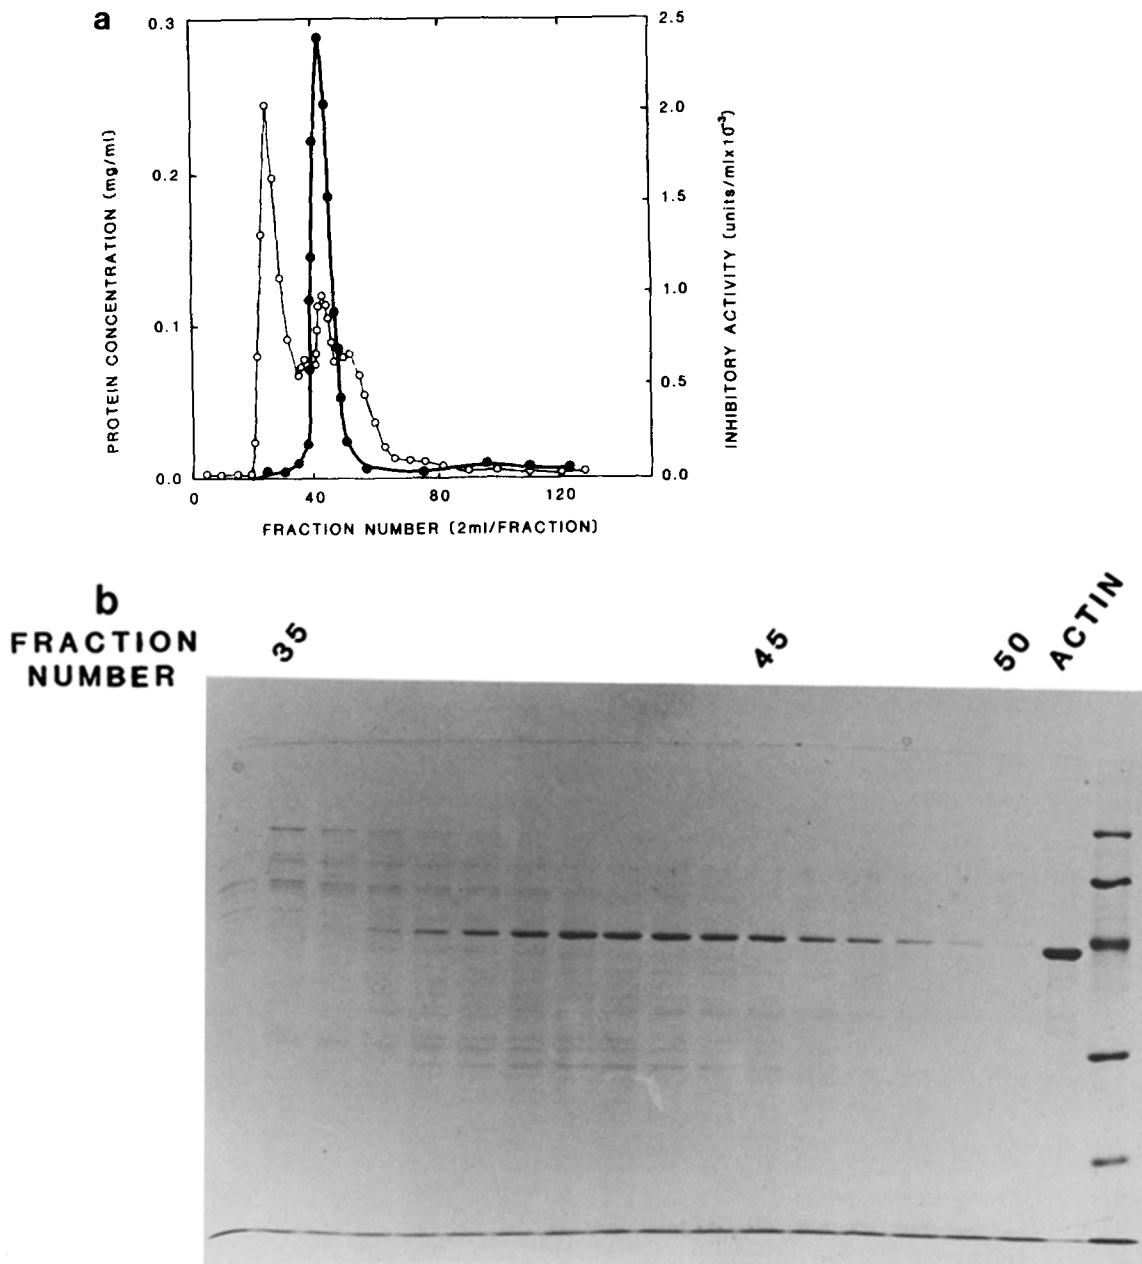 a
0.3
0.2
0.1
0.0
PROTEIN CONCENTRATION (mg/ml)
2.5
2.0
1.5
1.0
0.5
0.0
INHIBITORY ACTIVITY (units/mlx10⁻³)
0
40
80
120
FRACTION NUMBER (2ml/FRACTION)
b
FRACTION
NUMBER
35
45
50
ACTIN